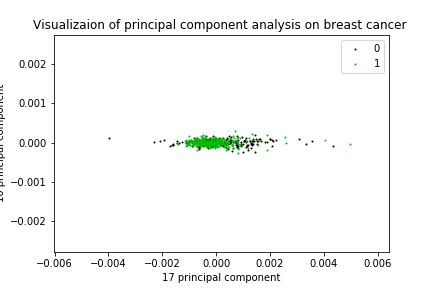 Visualizaion of principal component analysis on breast cancer
0
1
0.002
0.001
0.000
−0.001
−0.002
principal component
−0.006 −0.004 −0.002 0.000 0.002 0.004 0.006
17 principal component